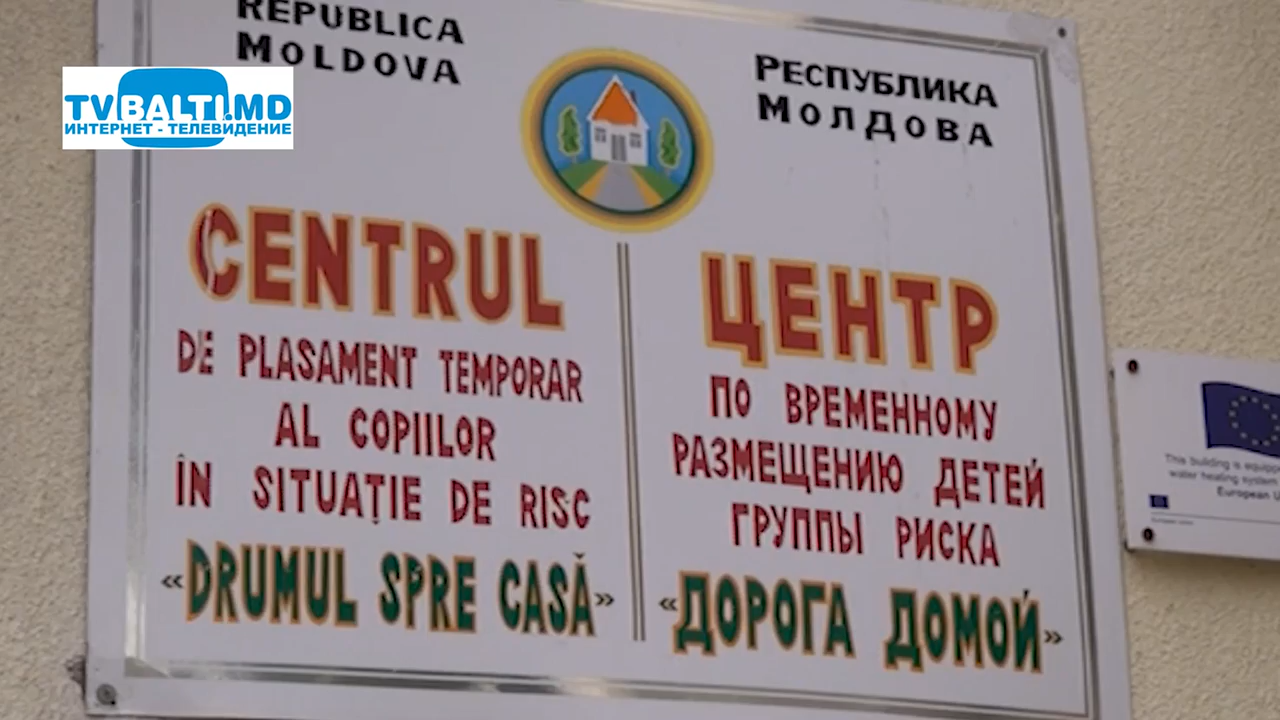 REPUBLICA
MOLDOVA
РЕСПУБЛИКА
МОЛДОВА
TVBALTI.MD
ИНТЕРНЕТ - ТЕЛЕВИДЕНИЕ
CENTRUL
DE PLASAMENT TEMPORAR
AL COPIILOR
ÎN SITUAȚIE DE RISC
«DRUMUL SPRE CASĂ»
ЦЕНТР
ПО ВРЕМЕННОМУ
РАЗМЕЩЕНИЮ ДЕТЕЙ
ГРУППЫ РИСКА
«ДОРОГА ДОМОЙ»
This building is
water heating system
European